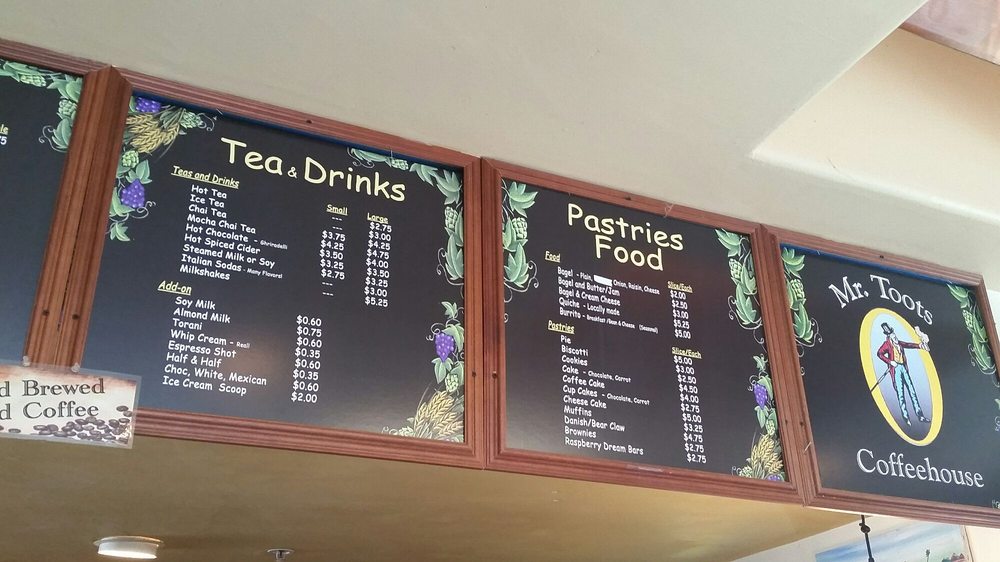 Tea & Drinks
Teas and Drinks Small Large
Hot Tea --- $2.75
Ice Tea --- $3.00
Chai Tea $3.75 $4.25
Mocha Chai Tea $4.25 $4.75
Hot Chocolate - Ghriradelli $3.50 $4.00
Hot Spiced Cider $3.25 $3.50
Steamed Milk or Soy $2.75 $3.25
Italian Sodas - Many Flavors! --- $3.00
Milkshakes --- $5.25
Add-on
Soy Milk $0.60
Almond Milk $0.75
Torani $0.60
Whip Cream - Real! $0.35
Espresso Shot $0.60
Half & Half $0.35
Choc, White, Mexican $0.60
Ice Cream Scoop $2.00
Brewed
Coffee
Pastries
Food
Food Slice/Each
Bagel - Plain, Onion, Raisin, Cheese $2.00
Bagel and Butter/Jam $2.50
Bagel & Cream Cheese $3.00
Quiche - Locally made $5.25
Burrito - Breakfast /Bean & Cheese (Seasonal) $5.00
Pastries Slice/Each
Pie $5.00
Biscotti $3.00
Cookies $2.50
Cake - Chocolate, Carrot $4.50
Coffee Cake $4.00
Cup Cakes - Chocolate, Carrot $2.75
Cheese Cake $5.00
Muffins $3.25
Danish/Bear Claw $4.75
Brownies $2.75
Raspberry Dream Bars $2.75
Mr. Toots
Coffeehouse